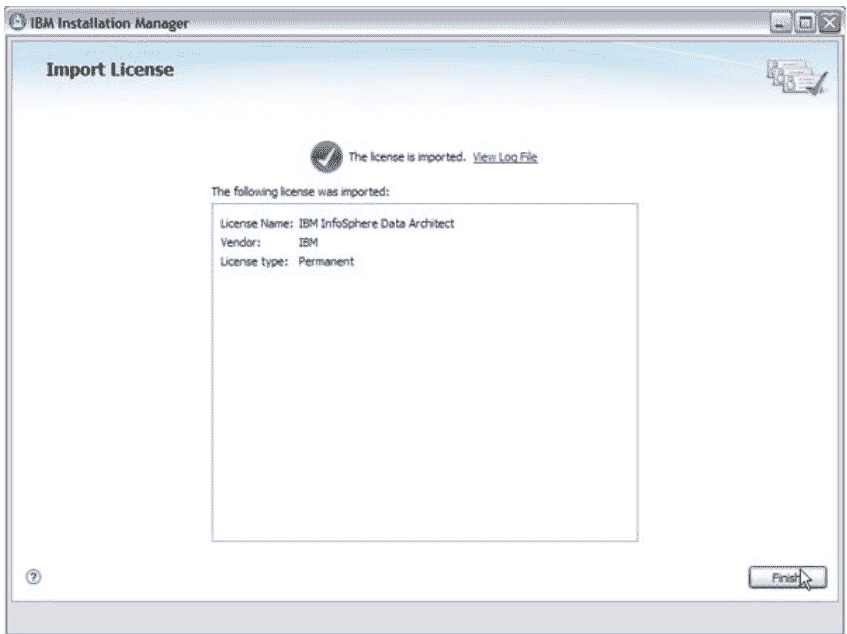 IBM Installation Manager
Import License
The license is imported. View Log File
The following license was imported:
License Name: IBM InfoSphere Data Architect
Vendor: IBM
License type: Permanent
?
Finish